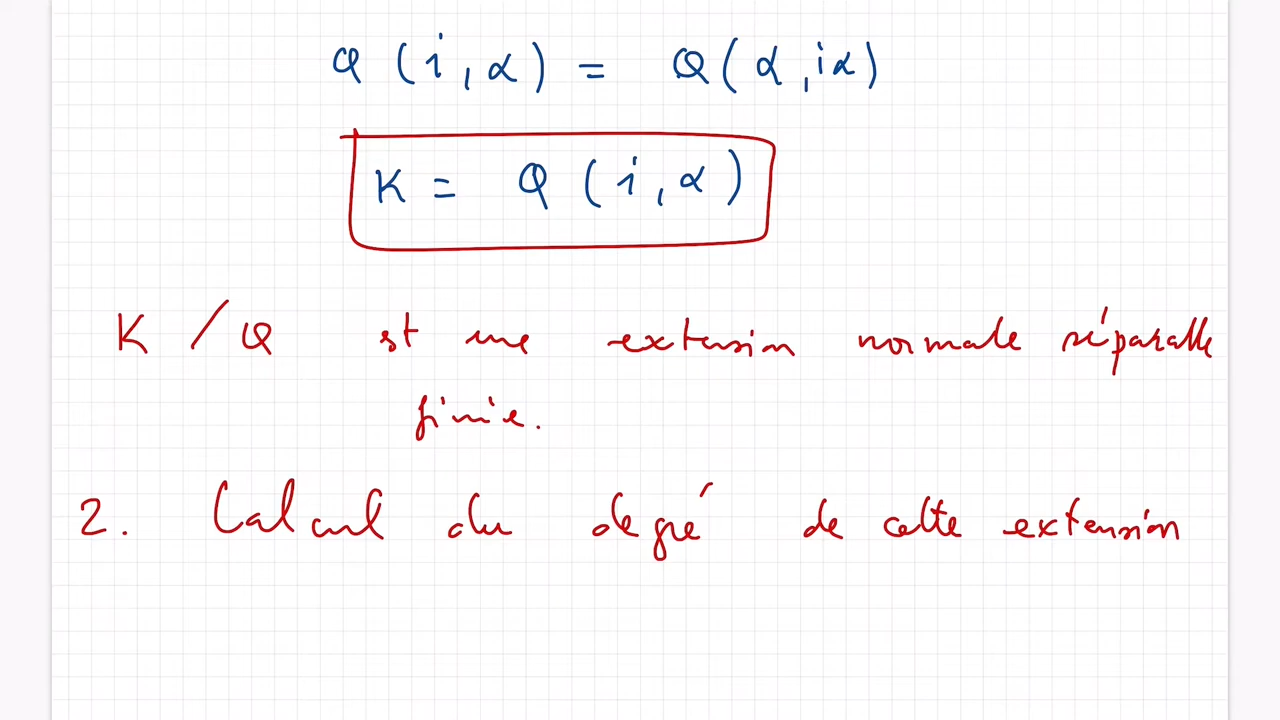 Q (i, α) = Q(α, iα)
K = Q (i, α)
K / Q est une extension normale séparable
finie.
2. Calcul du degré de cette extension